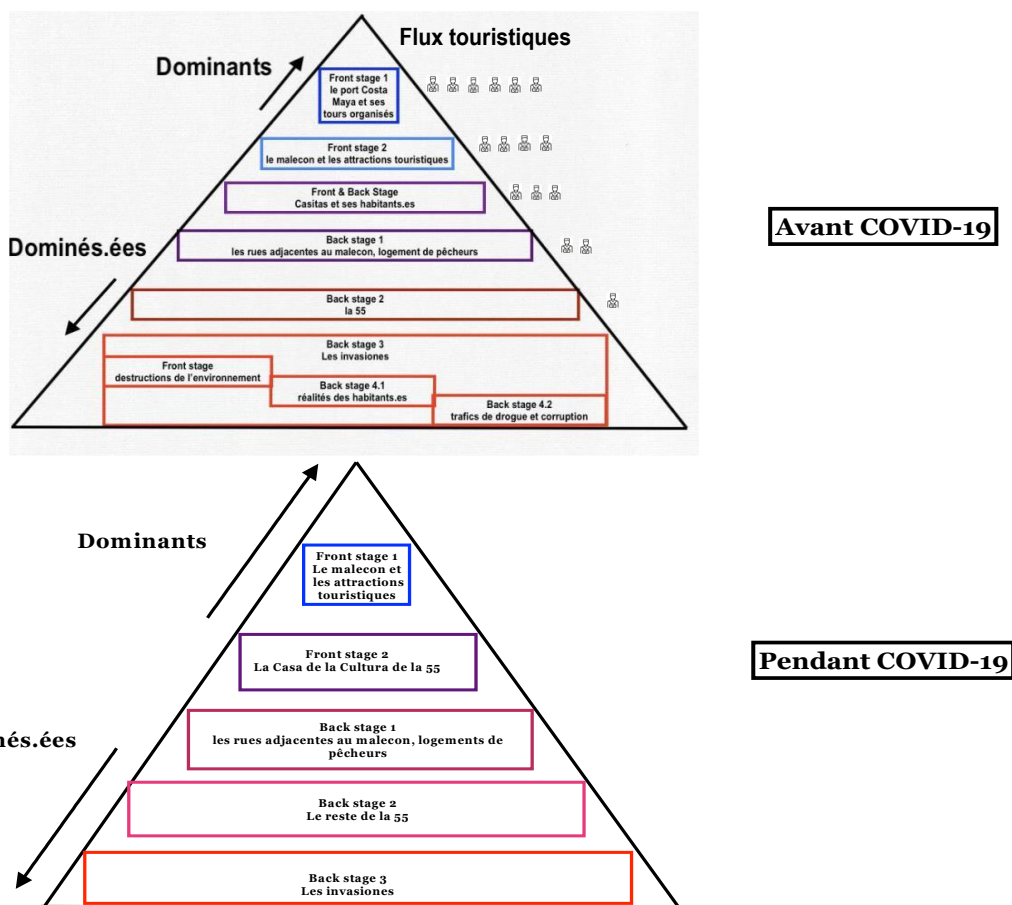 Flux touristiques
Dominants
Front stage 1
le port Costa
Maya et ses
tours organisés
Front stage 2
le malecon et les attractions touristiques
Front & Back Stage
Casitas et ses habitants.es
Avant COVID-19
Dominés.ées
Back stage 1
les rues adjacentes au malecon, logement de pêcheurs
Back stage 2
la 55
Back stage 3
Les invasiones
Front stage
destructions de l'environnement
Back stage 4.1
réalités des habitants.es
Back stage 4.2
trafics de drogue et corruption
Dominants
Front stage 1
Le malecon et
les attractions
touristiques
Front stage 2
La Casa de la Cultura de la 55
Pendant COVID-19
nés.ées
Back stage 1
les rues adjacentes au malecon, logements de
pêcheurs
Back stage 2
Le reste de la 55
Back stage 3
Les invasiones